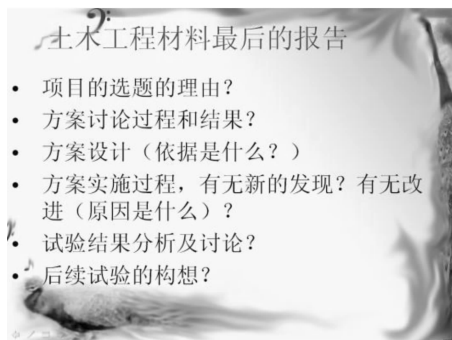 土木工程材料最后的报告
• 项目的选题的理由?
• 方案讨论过程和结果?
• 方案设计(依据是什么?)
• 方案实施过程,有无新的发现?有无改
进(原因是什么)?
• 试验结果分析及讨论?
• 后续试验的构想?